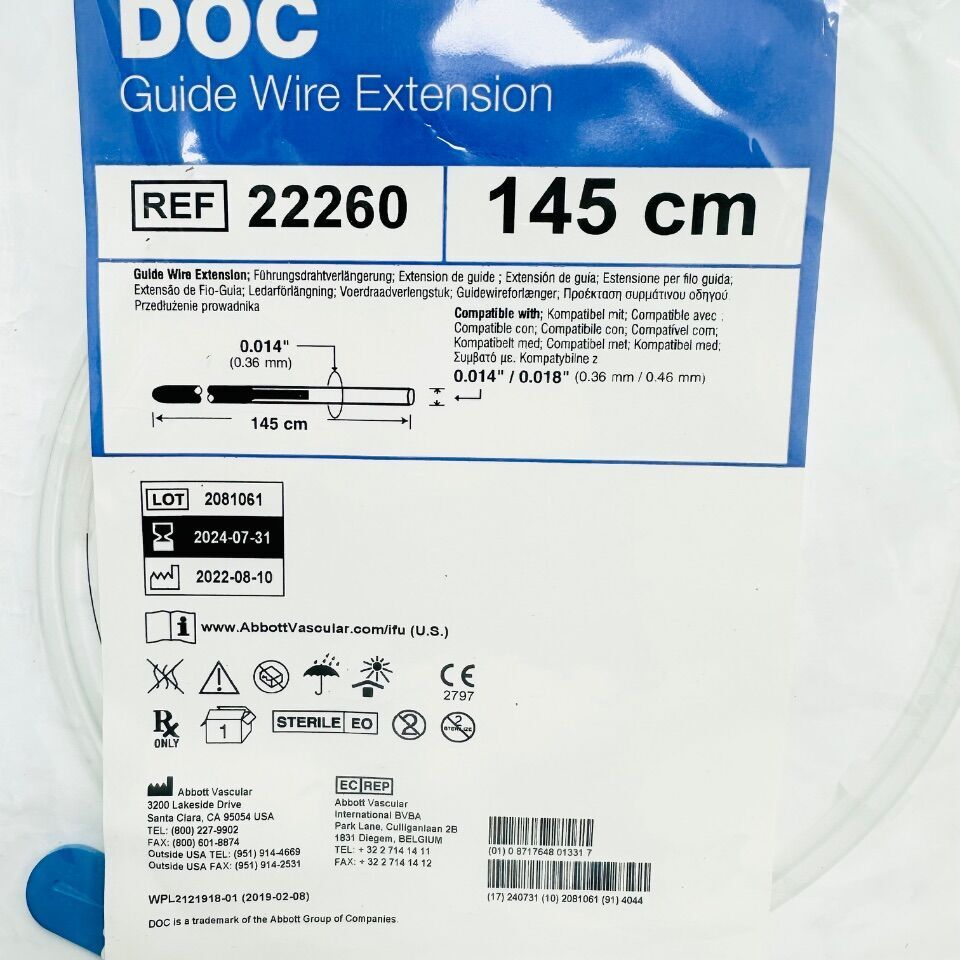 DOC
Guide Wire Extension
REF 22260
145 cm
Guide Wire Extension; Führungsdrahtverlängerung; Extension de guide ; Extensión de guía; Estensione per filo guida;
Extensão de Fio-Guia; Ledarförlängning; Voerdraadverlengstuk; Guidewireforlænger; Προέκταση συρμάτινου οδηγού.
Przedłużenie prowadnika
Compatible with; Kompatibel mit; Compatible avec ;
Compatible con; Compatibile con; Compatível com;
Kompatibelt med; Compatibel met; Kompatibel med;
Συμβατό με. Kompatybilne z
0.014" / 0.018" (0.36 mm / 0.46 mm)
0.014"
(0.36 mm)
145 cm
LOT 2081061
2024-07-31
2022-08-10
i www.AbbottVascular.com/ifu (U.S.)
CE
2797
Rx
ONLY
1
STERILE EO
2
2
STERILIZE
Abbott Vascular
3200 Lakeside Drive
Santa Clara, CA 95054 USA
TEL: (800) 227-9902
FAX: (800) 601-8874
Outside USA TEL: (951) 914-4669
Outside USA FAX: (951) 914-2531
EC REP
Abbott Vascular
International BVBA
Park Lane, Culliganlaan 2B
1831 Diegem, BELGIUM
TEL: + 32 2 714 14 11
FAX: + 32 2 714 14 12
(01) 0 8717648 01331 7
(17) 240731 (10) 2081061 (91) 4044
WPL2121918-01 (2019-02-08)
DOC is a trademark of the Abbott Group of Companies.